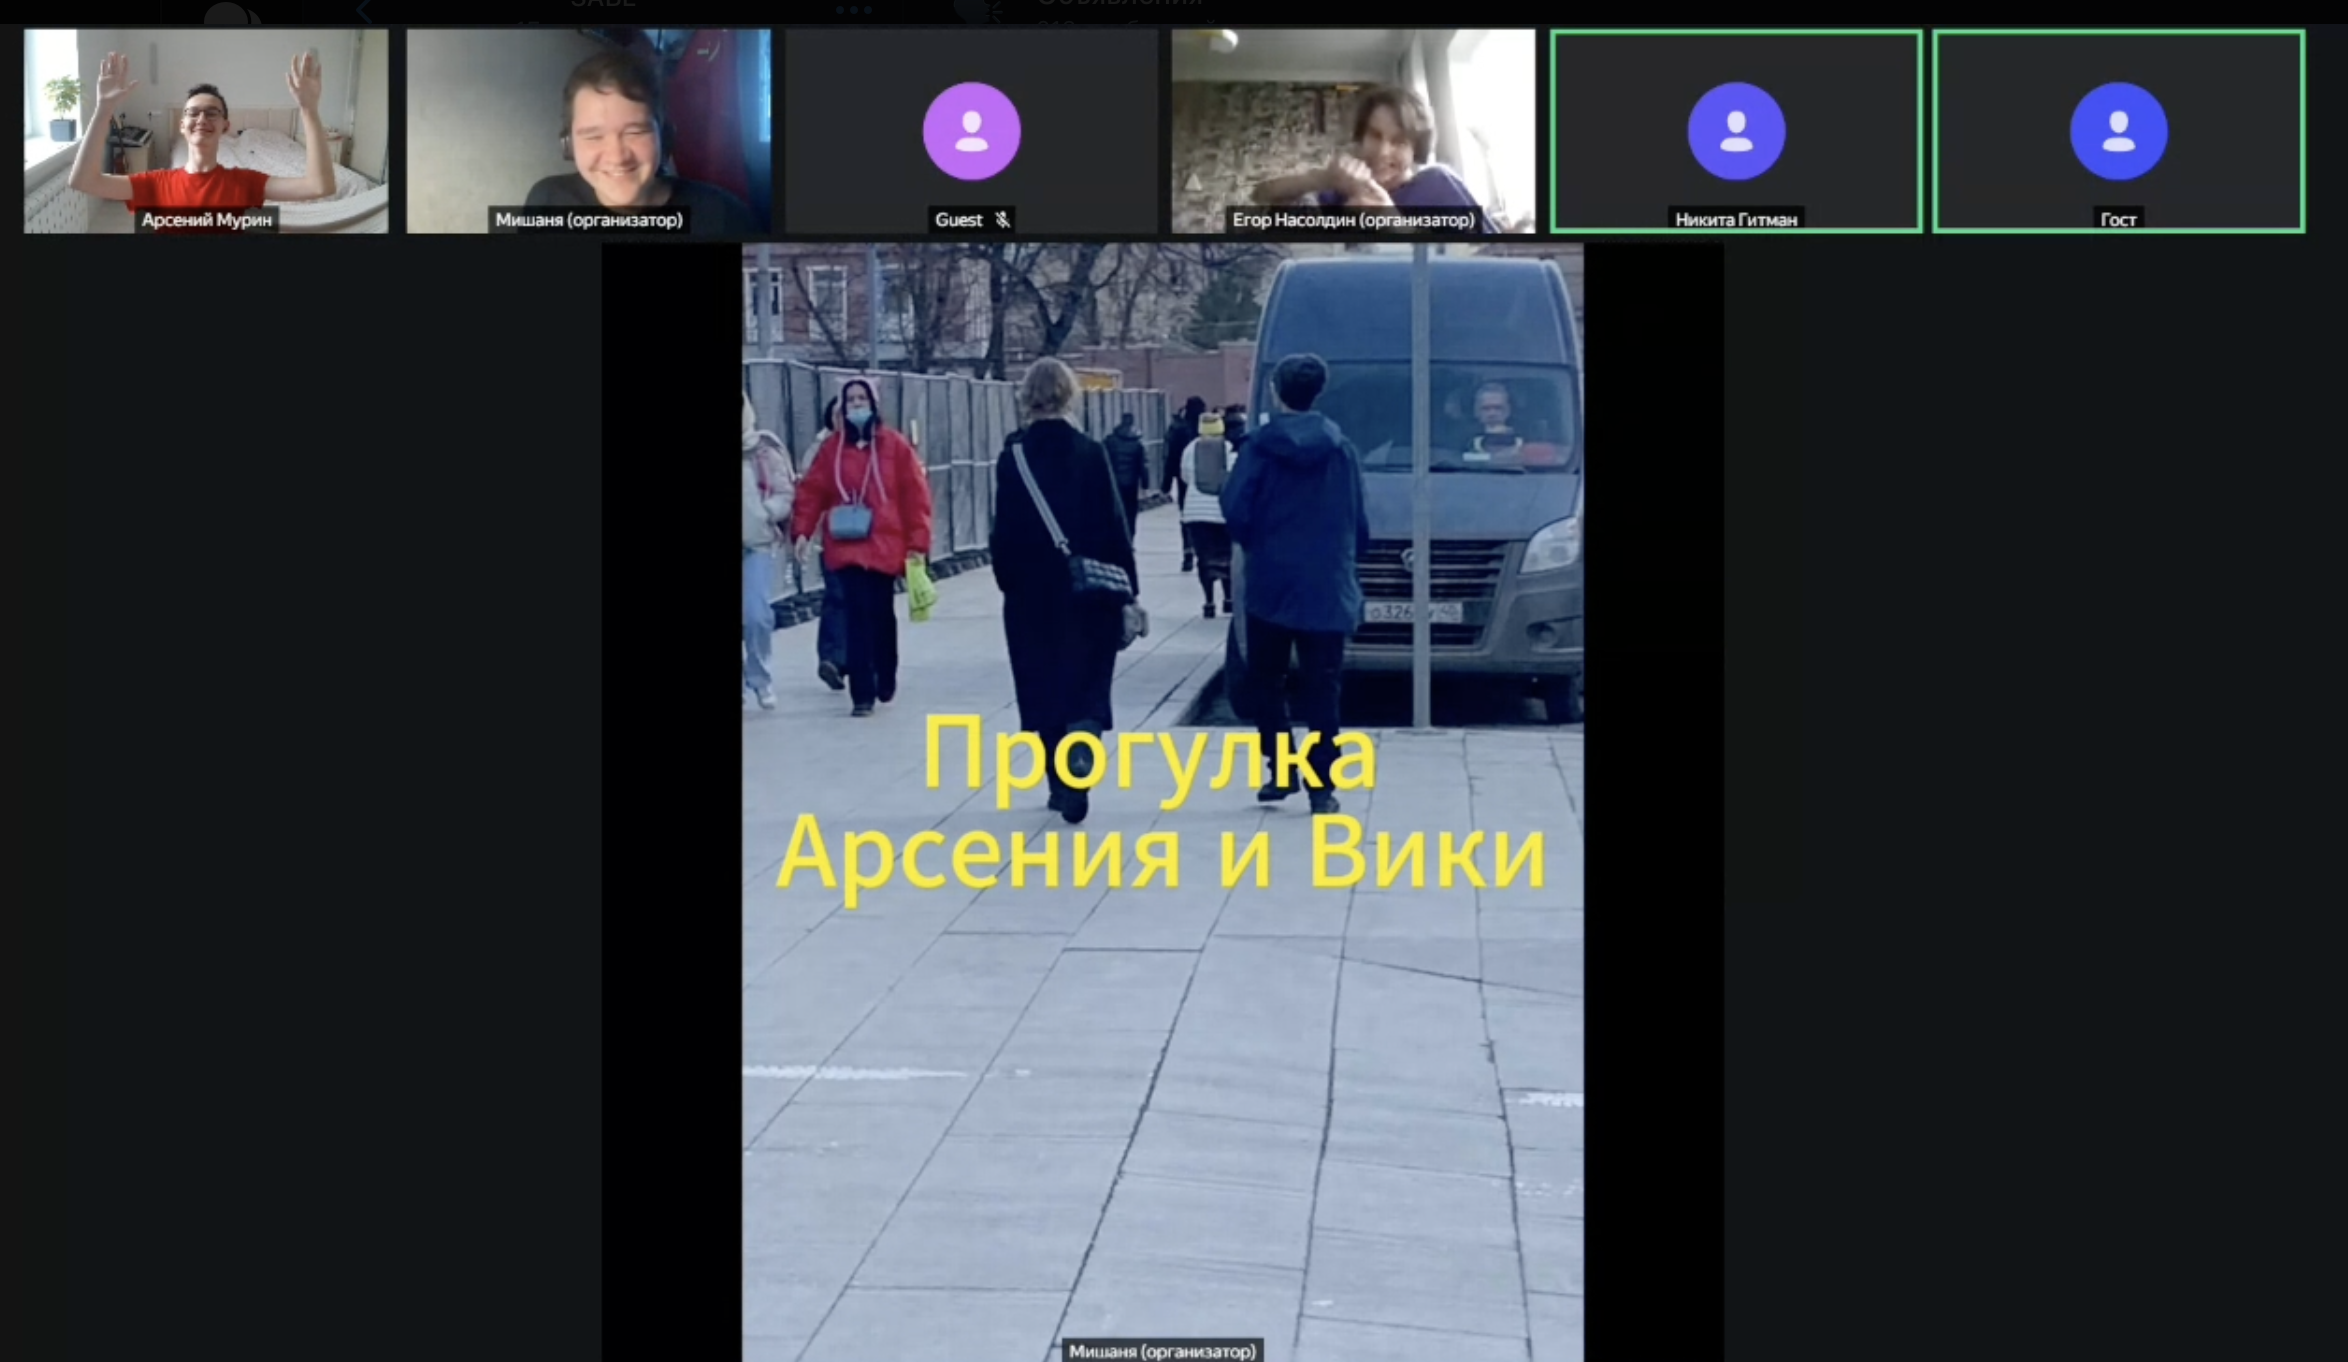 Арсений Мурин
Мишаня (организатор)
Guest
Егор Насолдин (организатор)
Никита Гитман
Гост
Прогулка
Арсения и Вики
Мишаня (организатор)